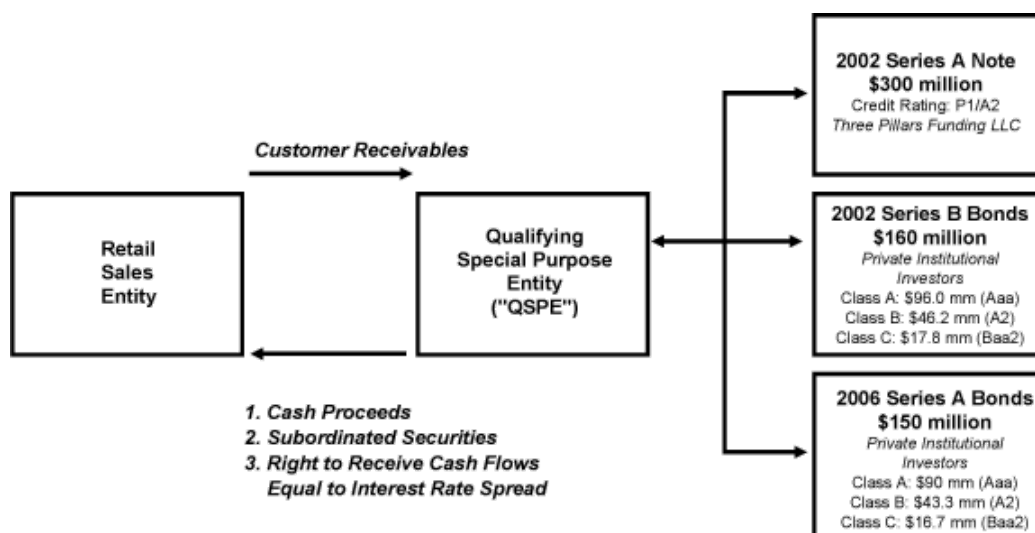 Customer Receivables
Retail
Sales
Entity
Qualifying
Special Purpose
Entity
("QSPE")
1. Cash Proceeds
2. Subordinated Securities
3. Right to Receive Cash Flows
Equal to Interest Rate Spread
2002 Series A Note
$300 million
Credit Rating: P1/A2
Three Pillars Funding LLC
2002 Series B Bonds
$160 million
Private Institutional
Investors
Class A: $96.0 mm (Aaa)
Class B: $46.2 mm (A2)
Class C: $17.8 mm (Baa2)
2006 Series A Bonds
$150 million
Private Institutional
Investors
Class A: $90 mm (Aaa)
Class B: $43.3 mm (A2)
Class C: $16.7 mm (Baa2)